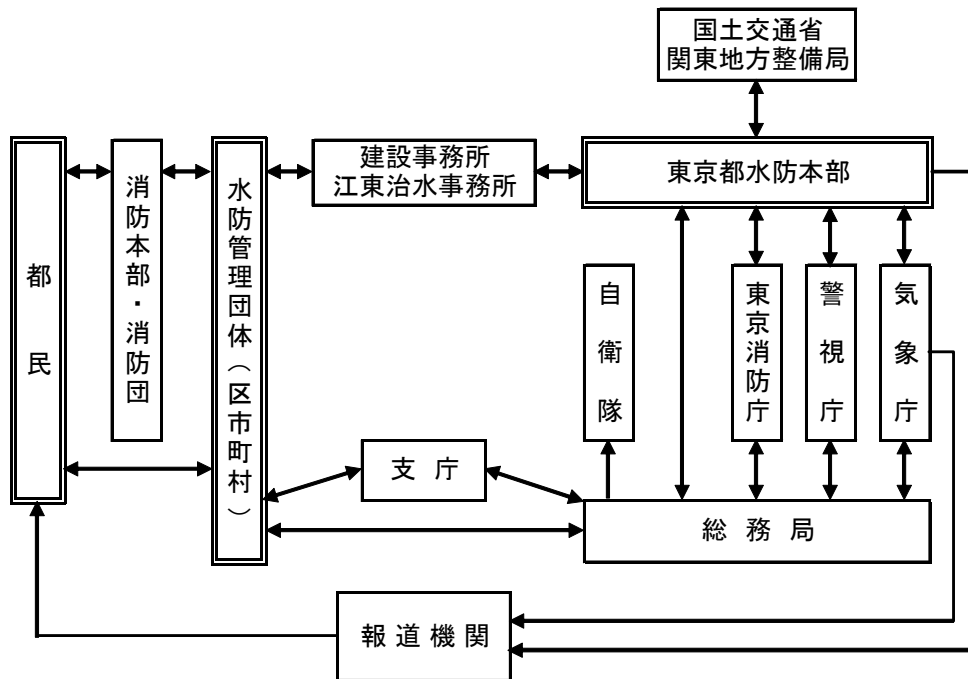 国土交通省
関東地方整備局
都民
消防本部・消防団
水防管理団体（区市町村）
建設事務所
江東治水事務所
東京都水防本部
自衛隊
東京消防庁
警視庁
気象庁
支庁
総務局
報道機関